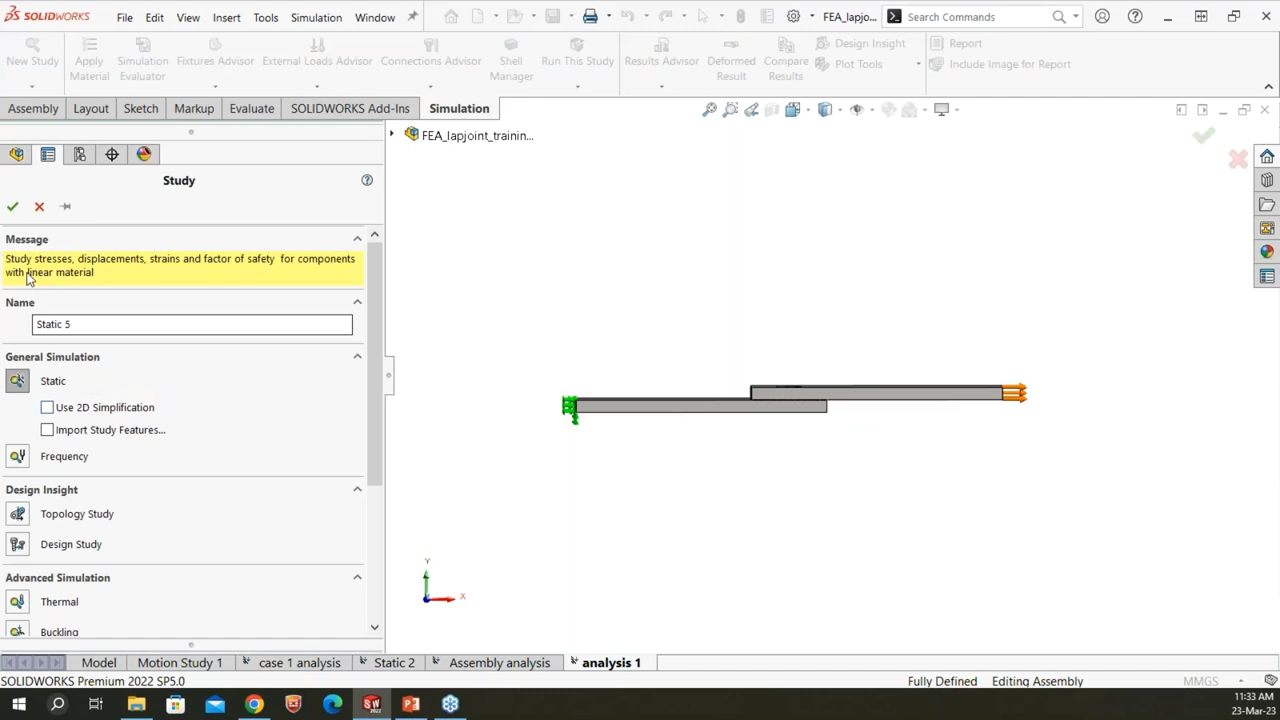 SOLIDWORKS File Edit View Insert Tools Simulation Window FEA_lapjo... Search Commands
New Study
Apply Material
Simulation Evaluator
Fixtures Advisor
External Loads Advisor
Connections Advisor
Shell Manager
Run This Study
Results Advisor
Deformed Result
Compare Results
Design Insight
Plot Tools
Report
Include Image for Report
Assembly Layout Sketch Markup Evaluate SOLIDWORKS Add-Ins Simulation
FEA_lapjoint_trainin...
Study
Message
Study stresses, displacements, strains and factor of safety for components
with linear material
Name
Static 5
General Simulation
Static
Use 2D Simplification
Import Study Features...
Frequency
Design Insight
Topology Study
Design Study
Advanced Simulation
Thermal
Buckling
Y
X
Model Motion Study 1 case 1 analysis Static 2 Assembly analysis analysis 1
SOLIDWORKS Premium 2022 SP5.0 Fully Defined Editing Assembly MMGS
11:33 AM
23-Mar-23